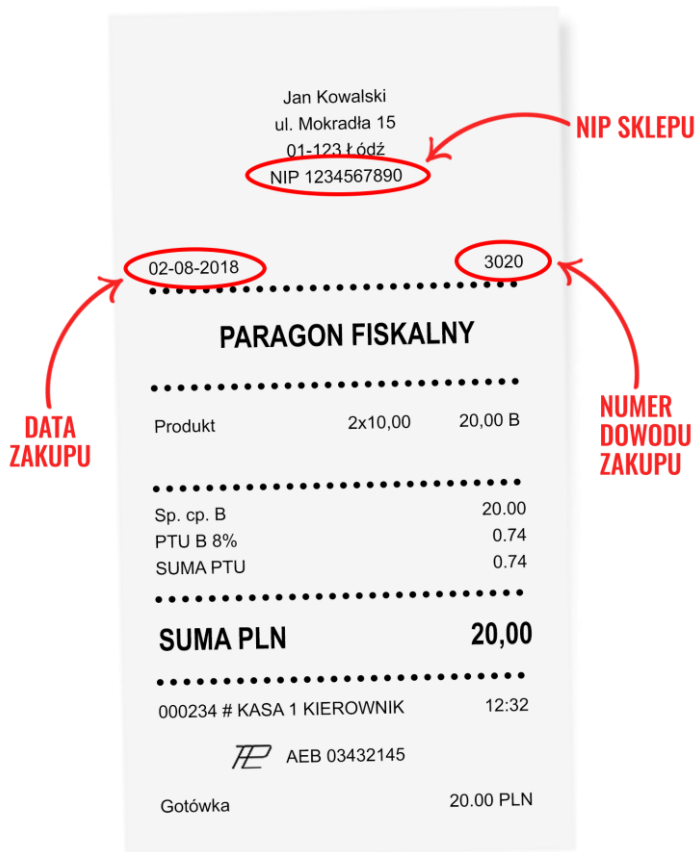 Jan Kowalski
ul. Mokradła 15
01-123 Łódź
NIP 1234567890
NIP SKLEPU
02-08-2018 3020
PARAGON FISKALNY
Produkt 2x10,00 20,00 B
DATA
ZAKUPU
NUMER
DOWODU
ZAKUPU
Sp. cp. B 20.00
PTU B 8% 0.74
SUMA PTU 0.74
SUMA PLN 20,00
000234 # KASA 1 KIEROWNIK 12:32
AEB 03432145
Gotówka 20.00 PLN